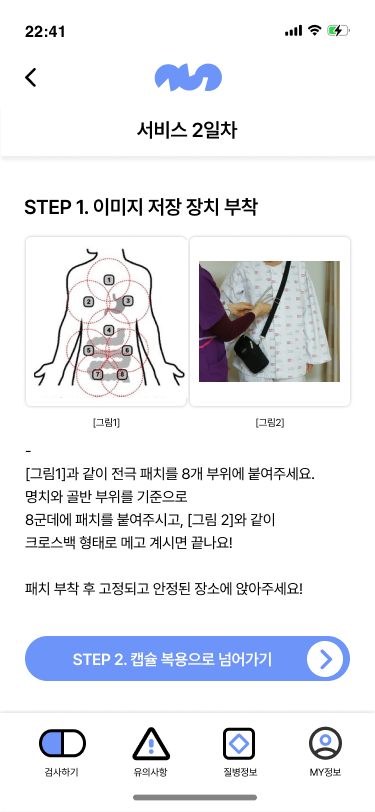 22:41
서비스 2일차
STEP 1. 이미지 저장 장치 부착
1
2
3
4
5
6
7
8
[그림1]
[그림2]
-
[그림1]과 같이 전극 패치를 8개 부위에 붙여주세요.
명치와 골반 부위를 기준으로
8군데에 패치를 붙여주시고, [그림 2]와 같이
크로스백 형태로 메고 계시면 끝나요!
패치 부착 후 고정되고 안정된 장소에 앉아주세요!
STEP 2. 캡슐 복용으로 넘어가기
검사하기
유의사항
질병정보
MY정보